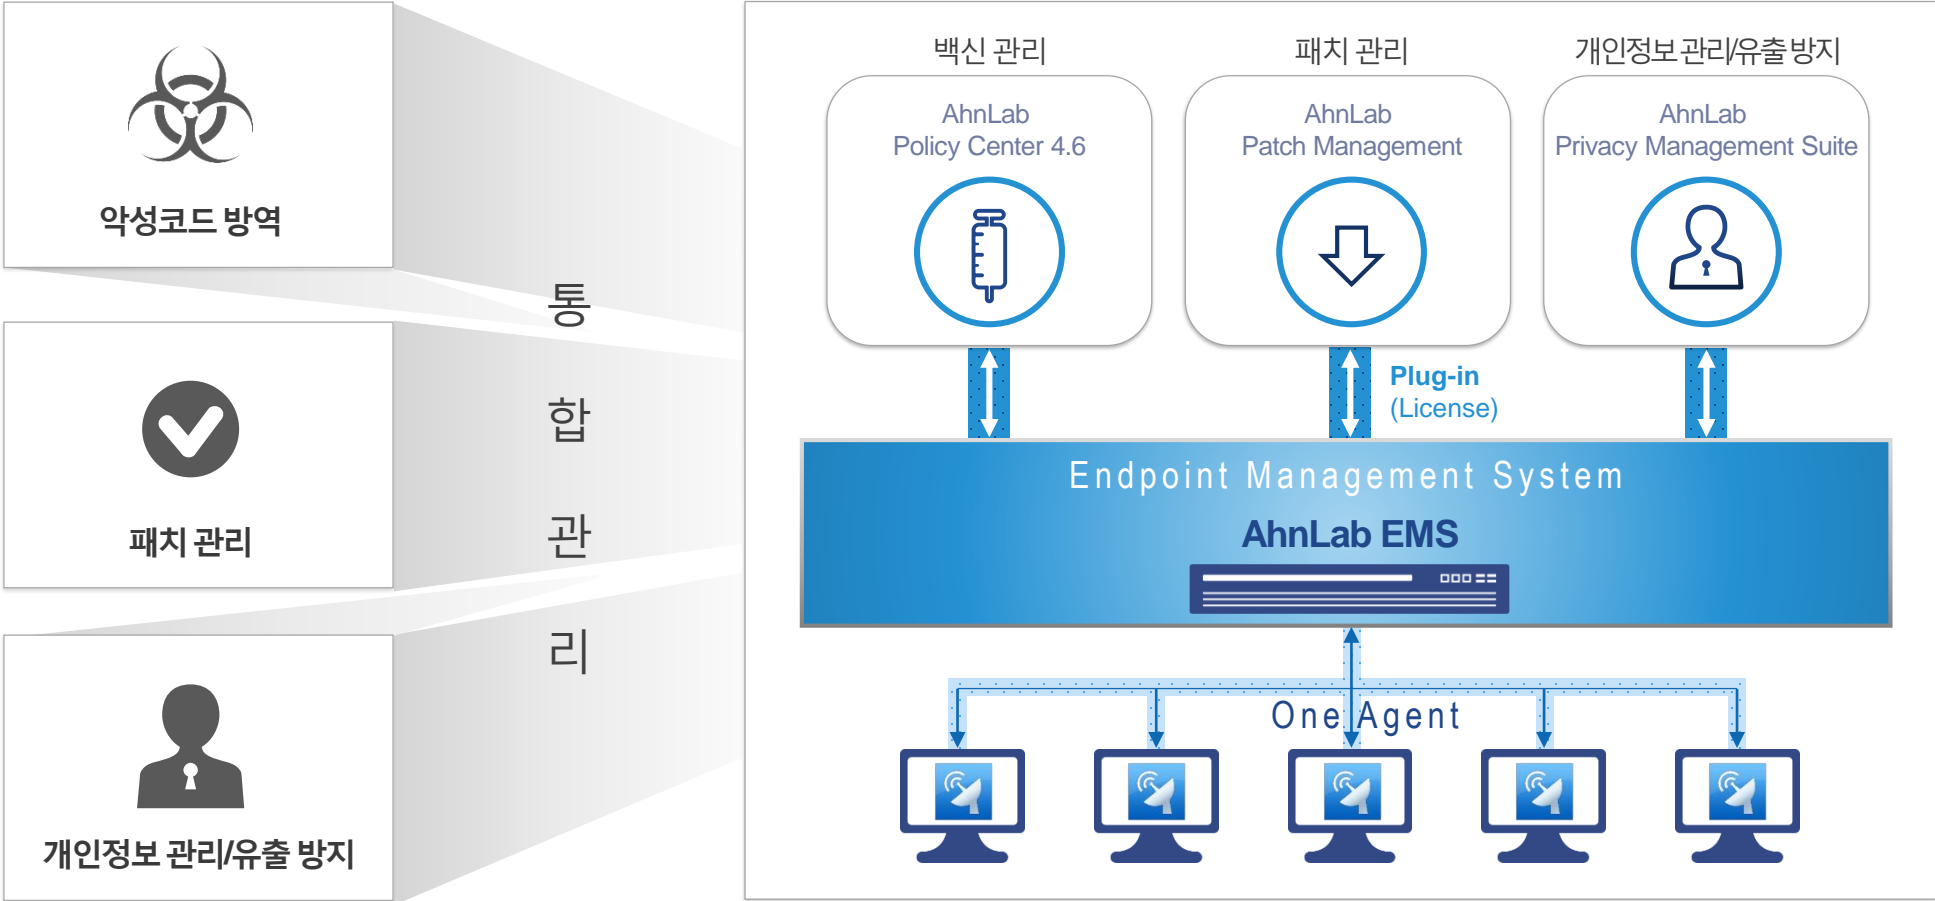 악성코드 방역
패치 관리
개인정보 관리/유출 방지
통
합
관
리
백신 관리
AhnLab
Policy Center 4.6
패치 관리
AhnLab
Patch Management
개인정보 관리/유출 방지
AhnLab
Privacy Management Suite
Plug-in
(License)
Endpoint Management System
AhnLab EMS
One Agent